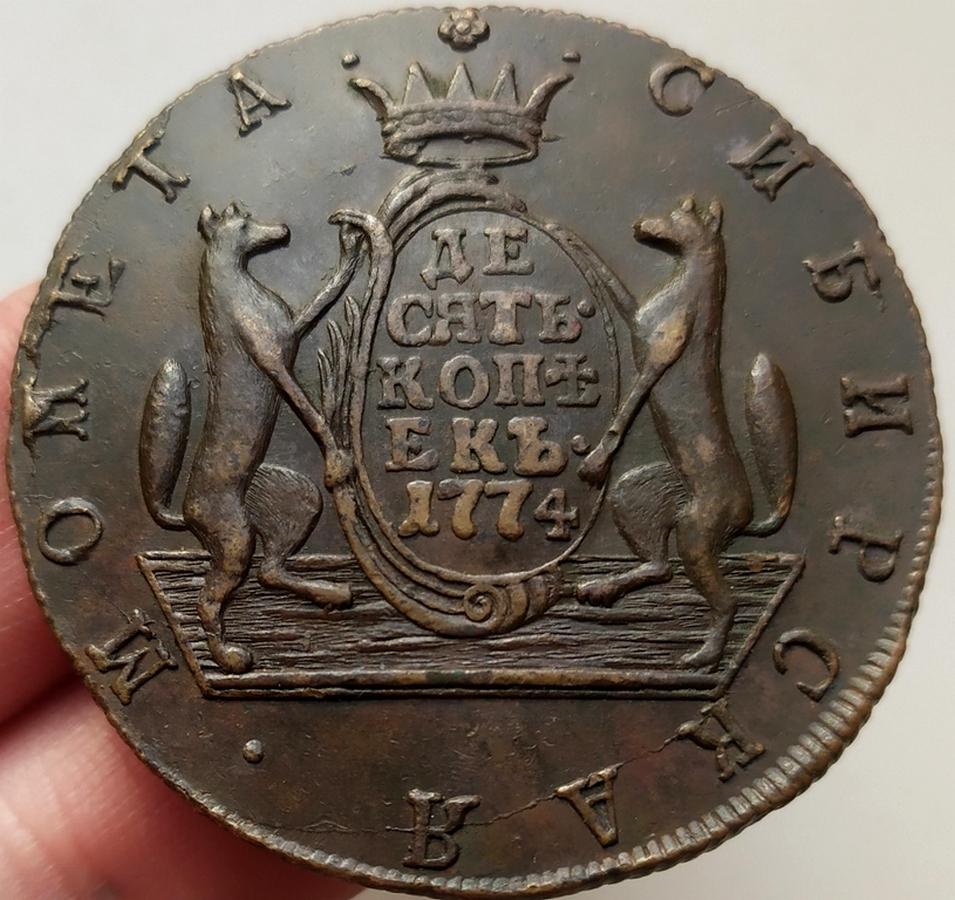 СИБИРСКАЯ · МОНЕТА
ДЕ
СЯТЬ·
КОПѢ
ЕКЪ·
1774